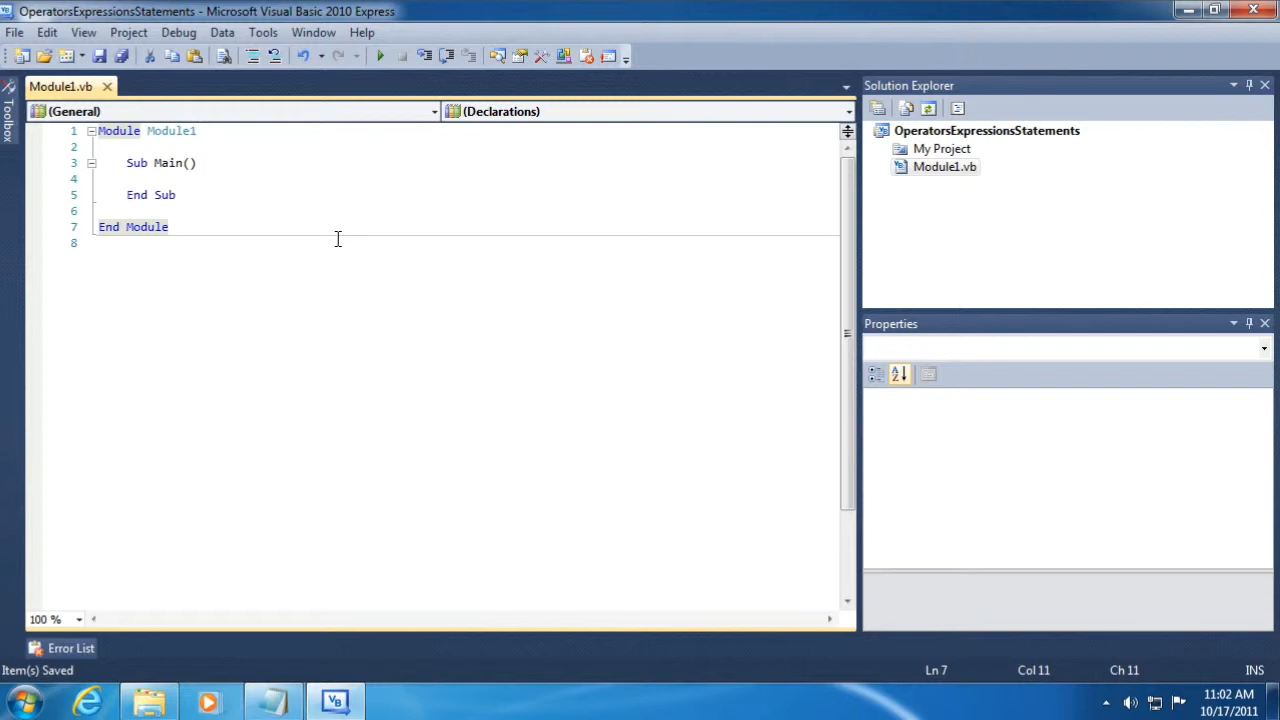 OperatorsExpressionsStatements - Microsoft Visual Basic 2010 Express
File Edit View Project Debug Data Tools Window Help
Toolbox
Module1.vb
(General) (Declarations)
1 Module Module1
2
3 Sub Main()
4
5 End Sub
6
7 End Module
8
100 %
Solution Explorer
OperatorsExpressionsStatements
My Project
VB Module1.vb
Properties
Error List
Item(s) Saved Ln 7 Col 11 Ch 11 INS
VB
11:02 AM
10/17/2011